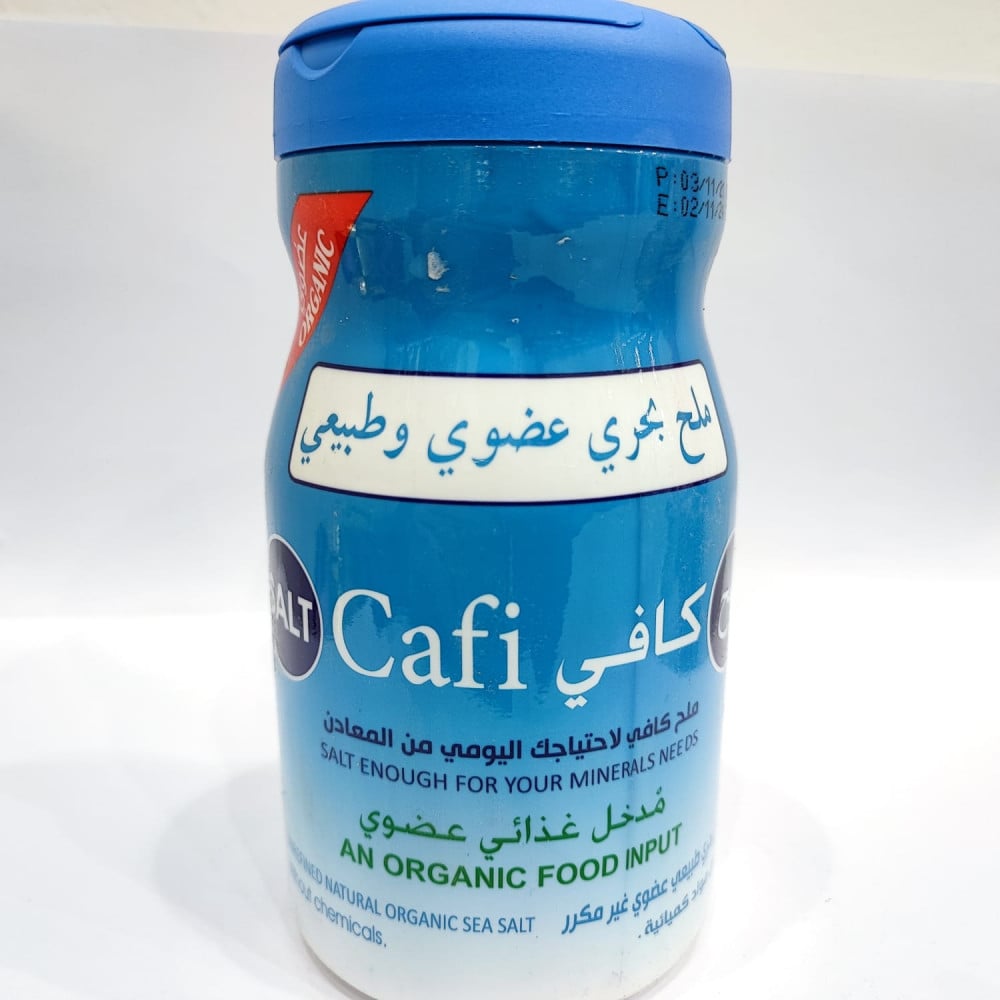 P:03/11/
E:02/11/
ORGANIC
ملح بحري عضوي وطبيعي
SALT
Cafi كافي
ملح كافي لاحتياجك اليومي من المعادن
SALT ENOUGH FOR YOUR MINERALS NEEDS
مُدخل غذائي عضوي
AN ORGANIC FOOD INPUT
NATURAL ORGANIC SEA SALT
chemicals.
طبيعي عضوي غير مكرر
كميائية.